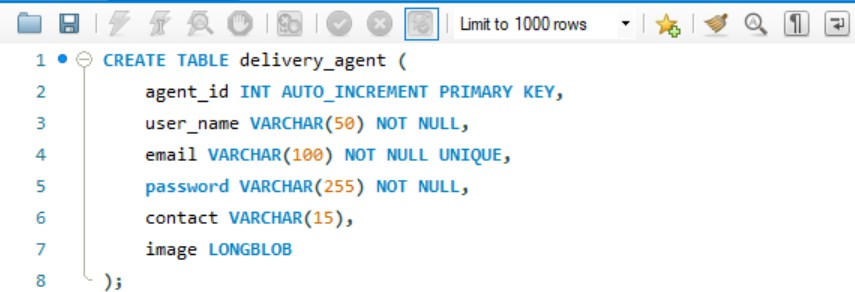 Limit to 1000 rows
1 CREATE TABLE delivery_agent (
2 agent_id INT AUTO_INCREMENT PRIMARY KEY,
3 user_name VARCHAR(50) NOT NULL,
4 email VARCHAR(100) NOT NULL UNIQUE,
5 password VARCHAR(255) NOT NULL,
6 contact VARCHAR(15),
7 image LONGBLOB
8 );